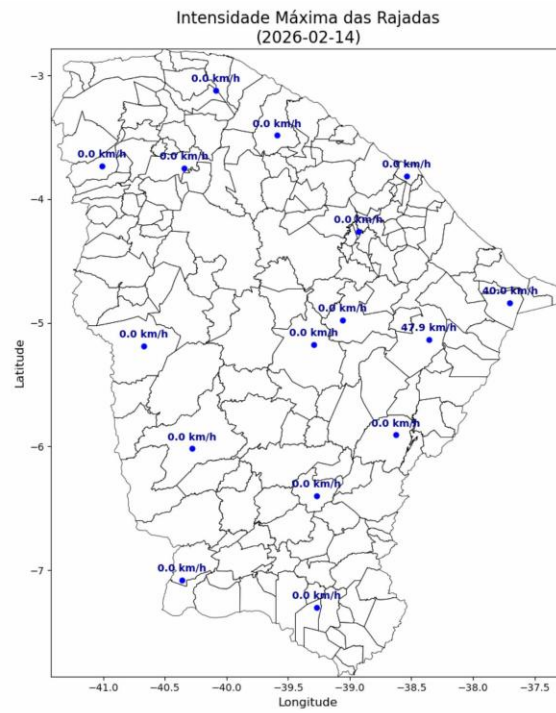 Intensidade Máxima das Rajadas
(2026-02-14)
−3
0.0 km/h
0.0 km/h
0.0 km/h
0.0 km/h
0.0 km/h
−4
0.0 km/h
40.0 km/h
0.0 km/h
−5
0.0 km/h
0.0 km/h
47.9 km/h
Latitude
0.0 km/h
−6
0.0 km/h
0.0 km/h
−7
0.0 km/h
0.0 km/h
−41.0 −40.5 −40.0 −39.5 −39.0 −38.5 −38.0 −37.5
Longitude